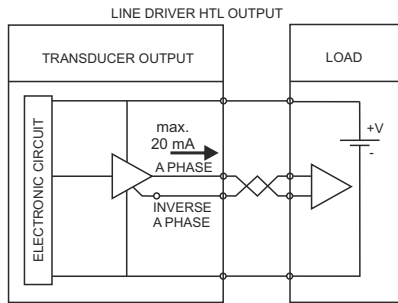 LINE DRIVER HTL OUTPUT
TRANSDUCER OUTPUT
LOAD
ELECTRONIC CIRCUIT
max.
20 mA
A PHASE
INVERSE
A PHASE
+V
-